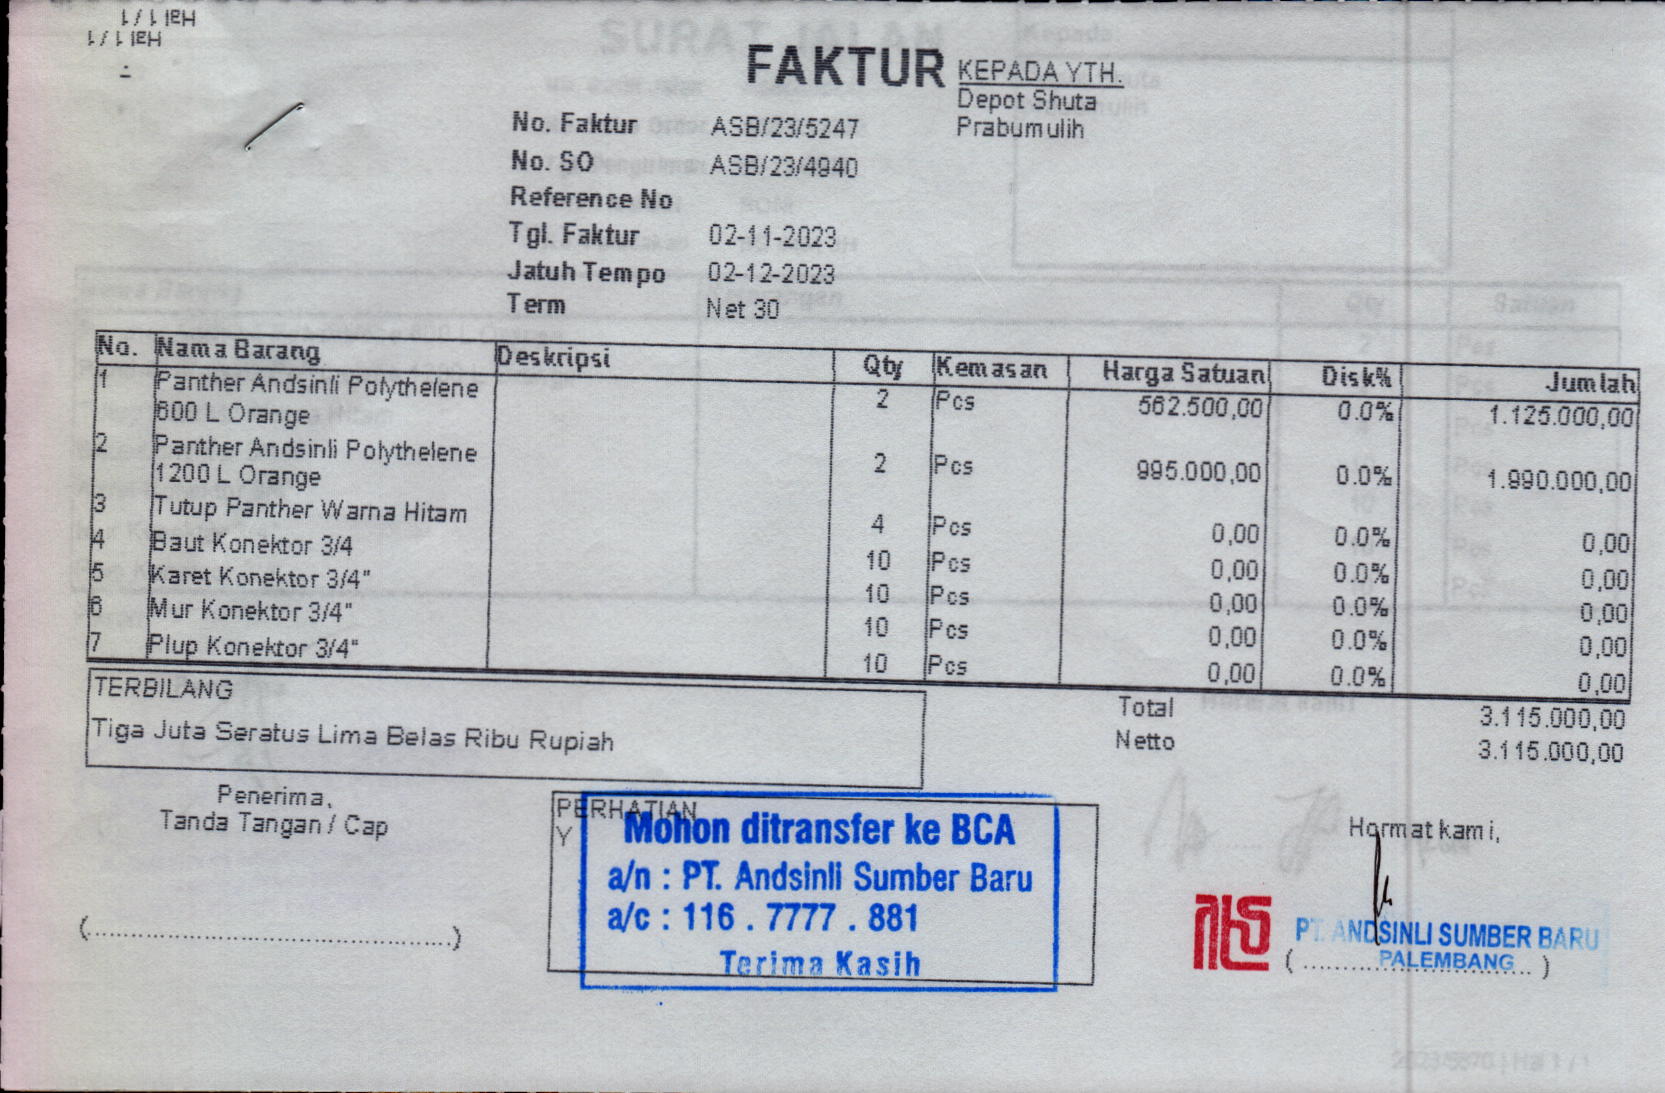 Hal 1 / 1
Hal 1 / 1
FAKTUR
KEPADA YTH.
Depot Shuta
Prabumulih
No. Faktur ASB/23/5247
No. SO ASB/23/4940
Reference No
Tgl. Faktur 02-11-2023
Jatuh Tempo 02-12-2023
Term Net 30
No. Nama Barang Deskripsi Qty Kemasan Harga Satuan Disk% Jumlah
1 Panther Andsinli Polythelene 600 L Orange 2 Pcs 562.500,00 0.0% 1.125.000,00
2 Panther Andsinli Polythelene 1200 L Orange 2 Pcs 995.000,00 0.0% 1.990.000,00
3 Tutup Panther Warna Hitam 4 Pcs 0,00 0.0% 0,00
4 Baut Konektor 3/4 10 Pcs 0,00 0.0% 0,00
5 Karet Konektor 3/4" 10 Pcs 0,00 0.0% 0,00
6 Mur Konektor 3/4" 10 Pcs 0,00 0.0% 0,00
7 Plup Konektor 3/4" 10 Pcs 0,00 0.0% 0,00
TERBILANG
Tiga Juta Seratus Lima Belas Ribu Rupiah
Total 3.115.000,00
Netto 3.115.000,00
Penerima,
Tanda Tangan / Cap
(............................................)
PERHATIAN
Y
Mohon ditransfer ke BCA
a/n : PT. Andsinli Sumber Baru
a/c : 116 . 7777 . 881
Terima Kasih
Hormat kami,
PT. ANDSINLI SUMBER BARU
PALEMBANG
(............................)